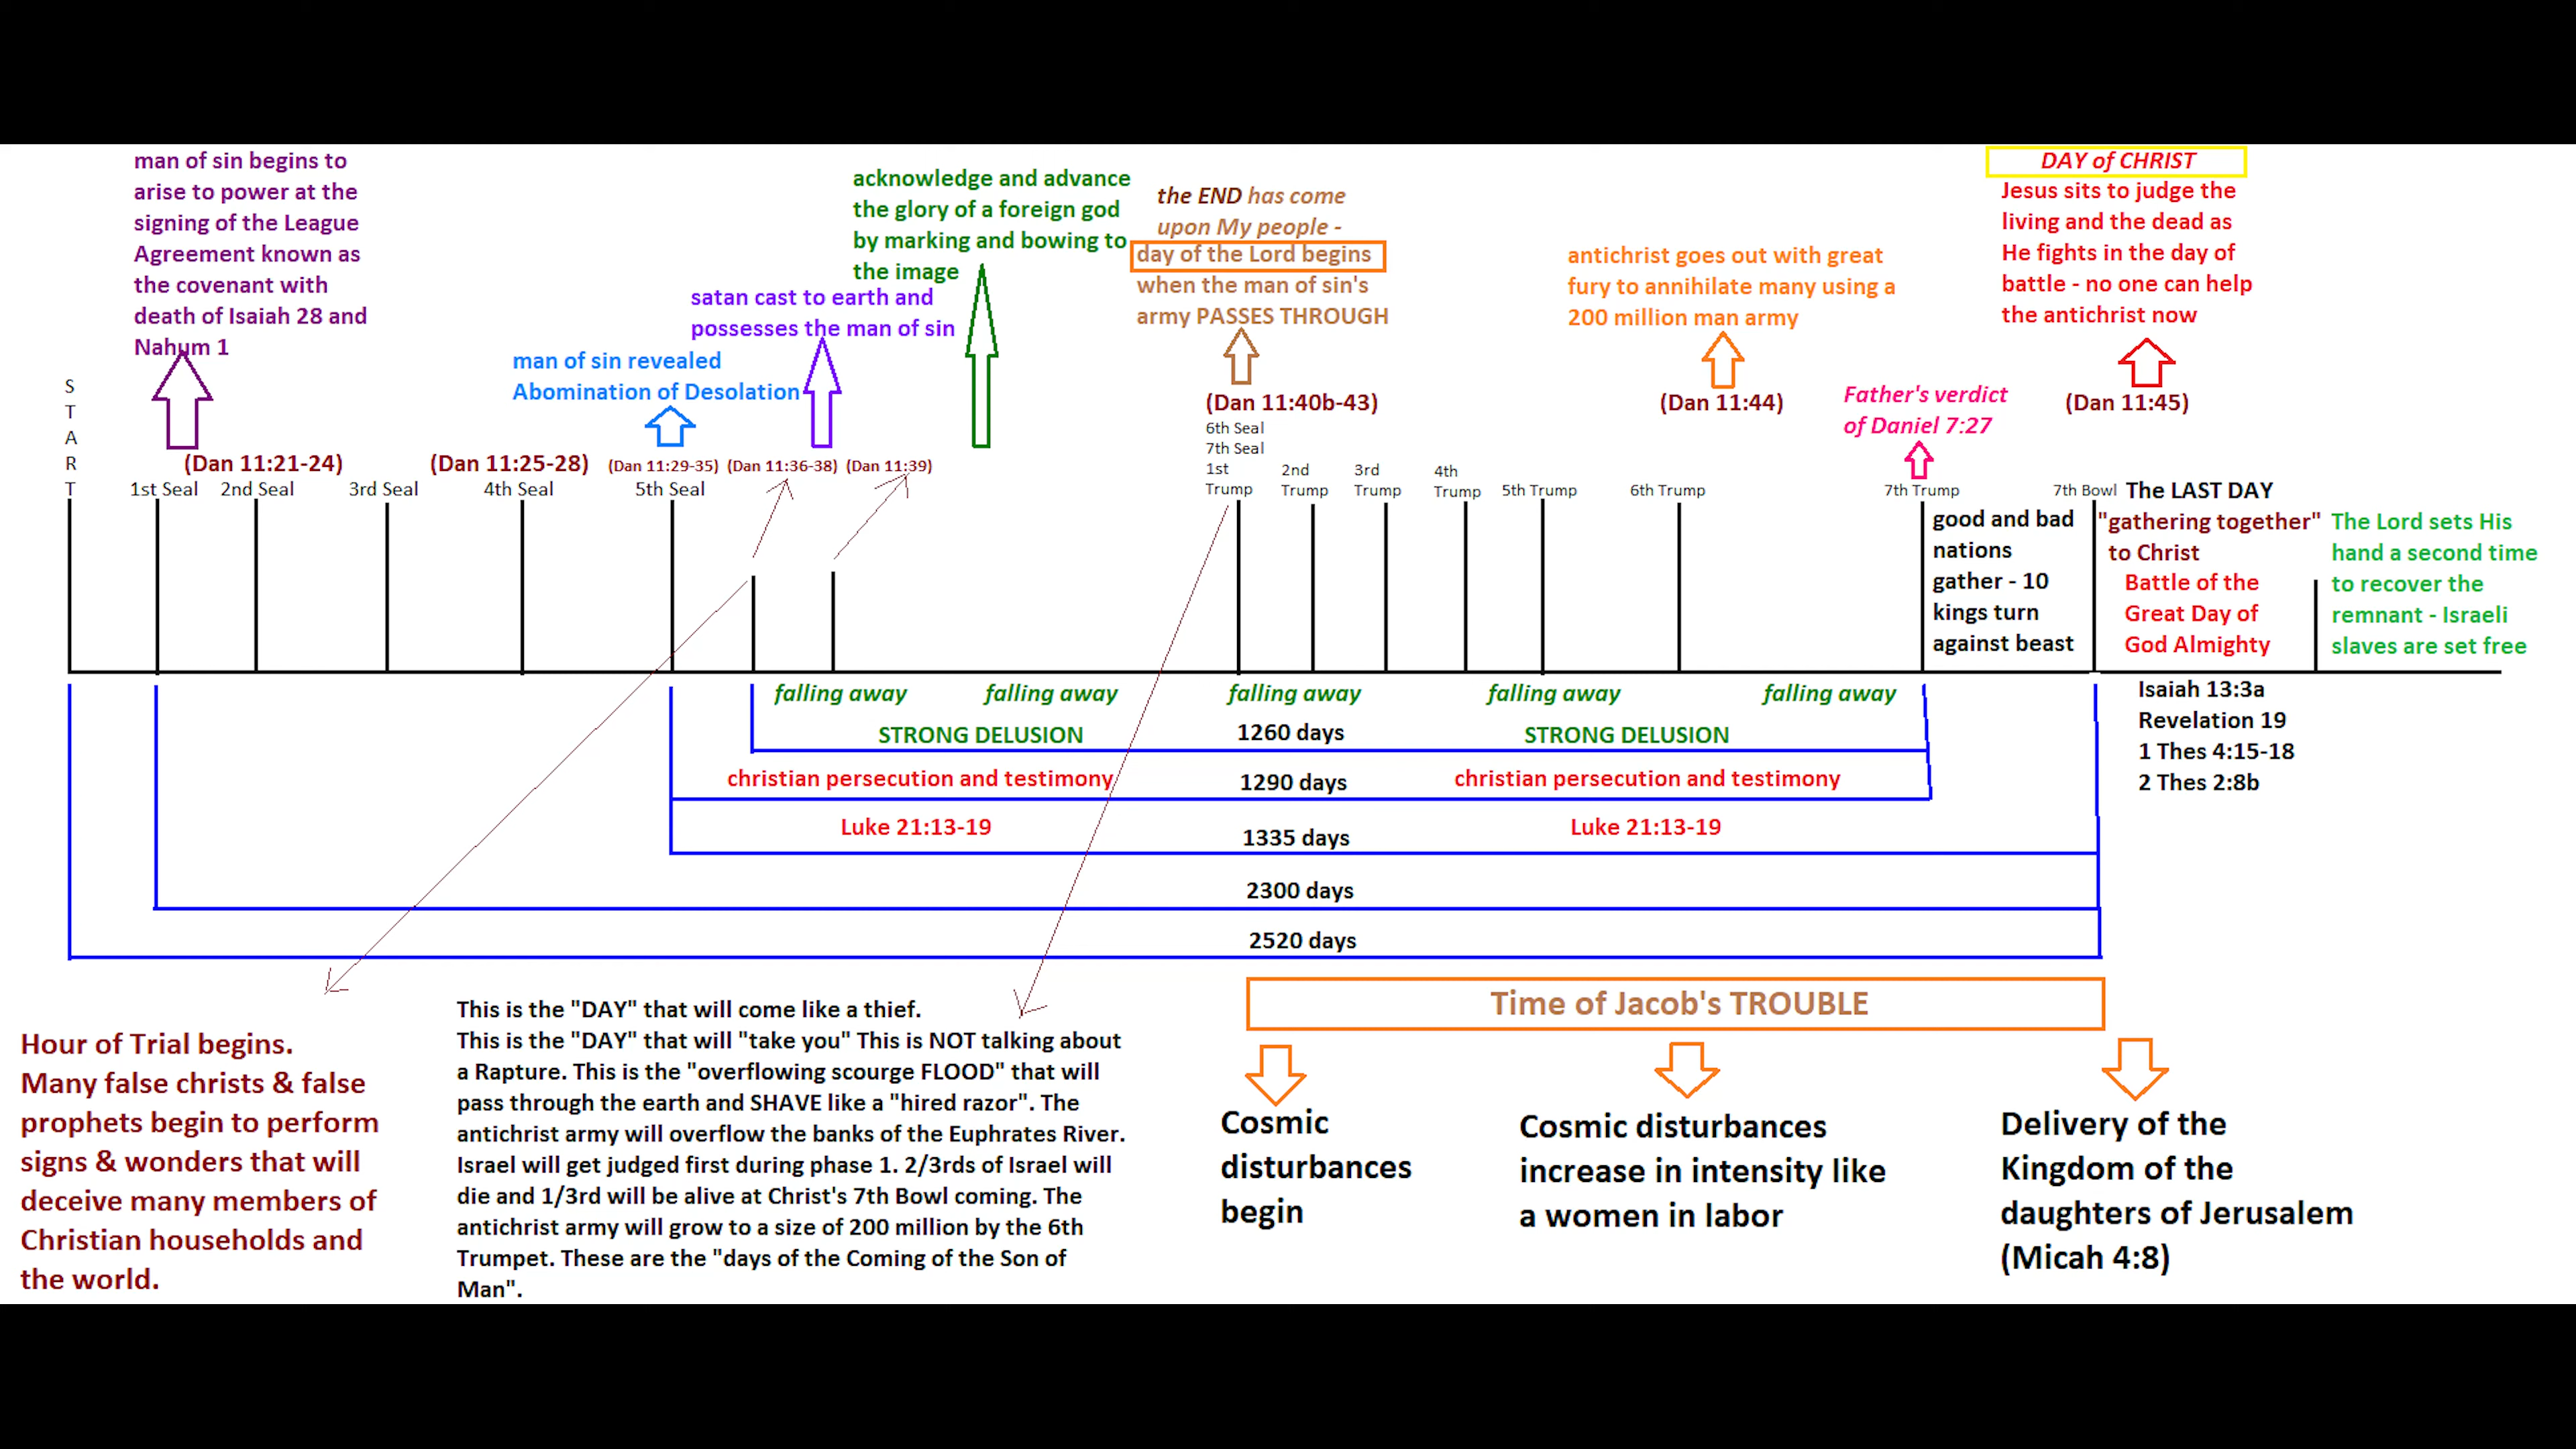 man of sin begins to
arise to power at the
signing of the League
Agreement known as
the covenant with
death of Isaiah 28 and
Nahum 1
man of sin revealed
Abomination of Desolation
satan cast to earth and
possesses the man of sin
acknowledge and advance
the glory of a foreign god
by marking and bowing to
the image
the END has come
upon My people -
day of the Lord begins
when the man of sin's
army PASSES THROUGH
antichrist goes out with great
fury to annihilate many using a
200 million man army
Father's verdict
of Daniel 7:27
DAY of CHRIST
Jesus sits to judge the
living and the dead as
He fights in the day of
battle - no one can help
the antichrist now
START
(Dan 11:21-24)
(Dan 11:25-28)
(Dan 11:29-35)
(Dan 11:36-38)
(Dan 11:39)
(Dan 11:40b-43)
(Dan 11:44)
(Dan 11:45)
1st Seal
2nd Seal
3rd Seal
4th Seal
5th Seal
6th Seal
7th Seal
1st
Trump
2nd
Trump
3rd
Trump
4th
Trump
5th Trump
6th Trump
7th Trump
7th Bowl
The LAST DAY
good and bad
nations
gather - 10
kings turn
against beast
"gathering together"
to Christ
Battle of the
Great Day of
God Almighty
The Lord sets His
hand a second time
to recover the
remnant - Israeli
slaves are set free
falling away
falling away
falling away
falling away
falling away
STRONG DELUSION
1260 days
STRONG DELUSION
christian persecution and testimony
1290 days
christian persecution and testimony
Luke 21:13-19
1335 days
Luke 21:13-19
2300 days
2520 days
Isaiah 13:3a
Revelation 19
1 Thes 4:15-18
2 Thes 2:8b
Hour of Trial begins.
Many false christs & false
prophets begin to perform
signs & wonders that will
deceive many members of
Christian households and
the world.
This is the "DAY" that will come like a thief.
This is the "DAY" that will "take you" This is NOT talking about
a Rapture. This is the "overflowing scourge FLOOD" that will
pass through the earth and SHAVE like a "hired razor". The
antichrist army will overflow the banks of the Euphrates River.
Israel will get judged first during phase 1. 2/3rds of Israel will
die and 1/3rd will be alive at Christ's 7th Bowl coming. The
antichrist army will grow to a size of 200 million by the 6th
Trumpet. These are the "days of the Coming of the Son of
Man".
Time of Jacob's TROUBLE
Cosmic
disturbances
begin
Cosmic disturbances
increase in intensity like
a women in labor
Delivery of the
Kingdom of the
daughters of Jerusalem
(Micah 4:8)